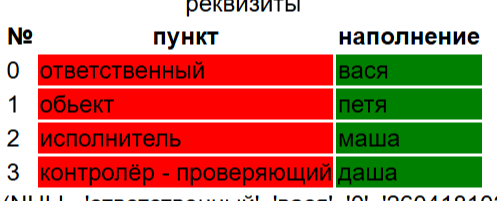 реквизиты
№ пункт наполнение
0 ответственный вася
1 обьект петя
2 исполнитель маша
3 контролёр - проверяющий даша